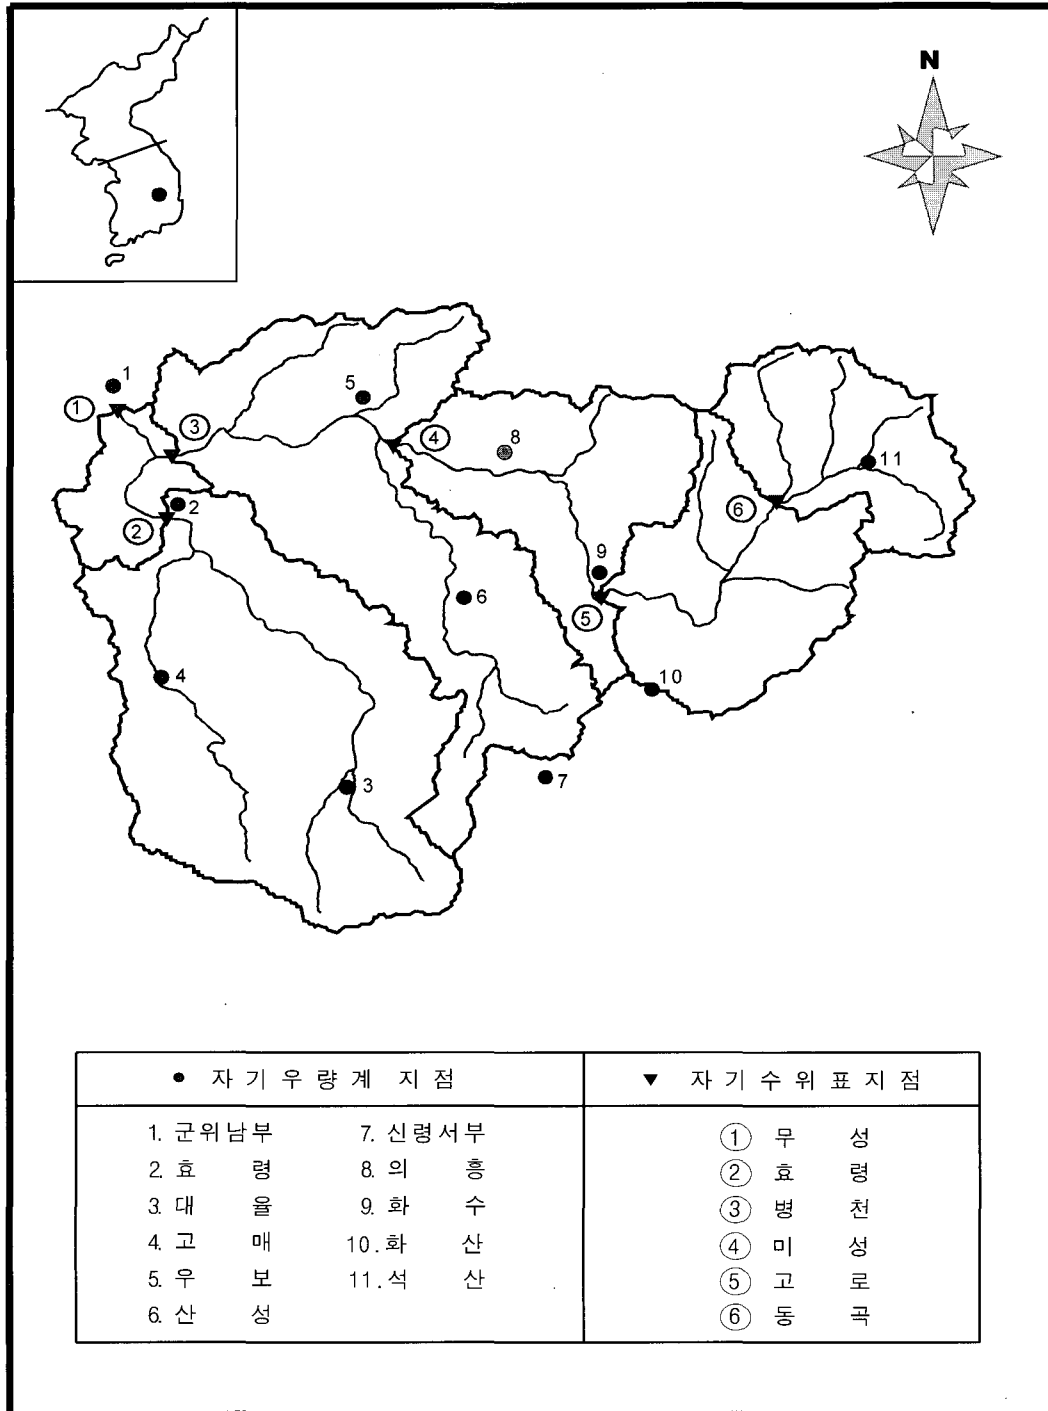 N
1
①
③
5
④
8
11
2
②
⑥
9
6
⑤
4
10
3
7
● 자기우량계 지점 ▼ 자기수위표지점
1. 군위남부 7. 신령서부 ① 무 성
2. 효 령 8. 의 흥 ② 효 령
3. 대 율 9. 화 수 ③ 병 천
4. 고 매 10. 화 산 ④ 미 성
5. 우 보 11. 석 산 ⑤ 고 로
6. 산 성 ⑥ 동 곡